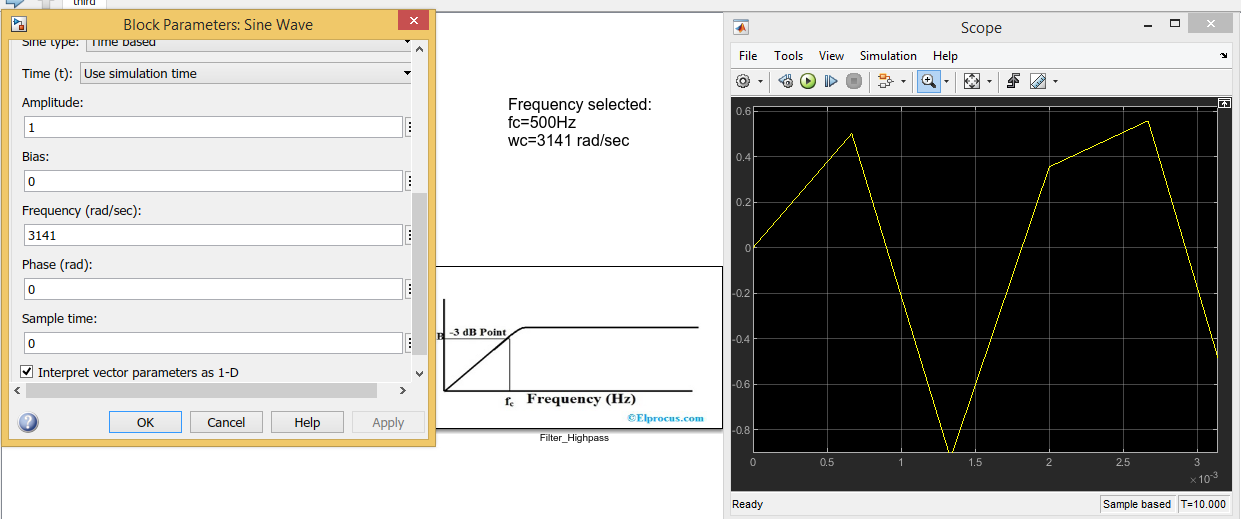 third
Block Parameters: Sine Wave
Sine type: Time based
Time (t): Use simulation time
Amplitude:
1
Bias:
0
Frequency (rad/sec):
3141
Phase (rad):
0
Sample time:
0
Interpret vector parameters as 1-D
OK Cancel Help Apply
Frequency selected:
fc=500Hz
wc=3141 rad/sec
B -3 dB Point
fc Frequency (Hz)
©Elprocus.com
Filter_Highpass
Scope
File Tools View Simulation Help
0.6
0.4
0.2
0
-0.2
-0.4
-0.6
-0.8
0 0.5 1 1.5 2 2.5 3
×10-3
Ready Sample based T=10.000